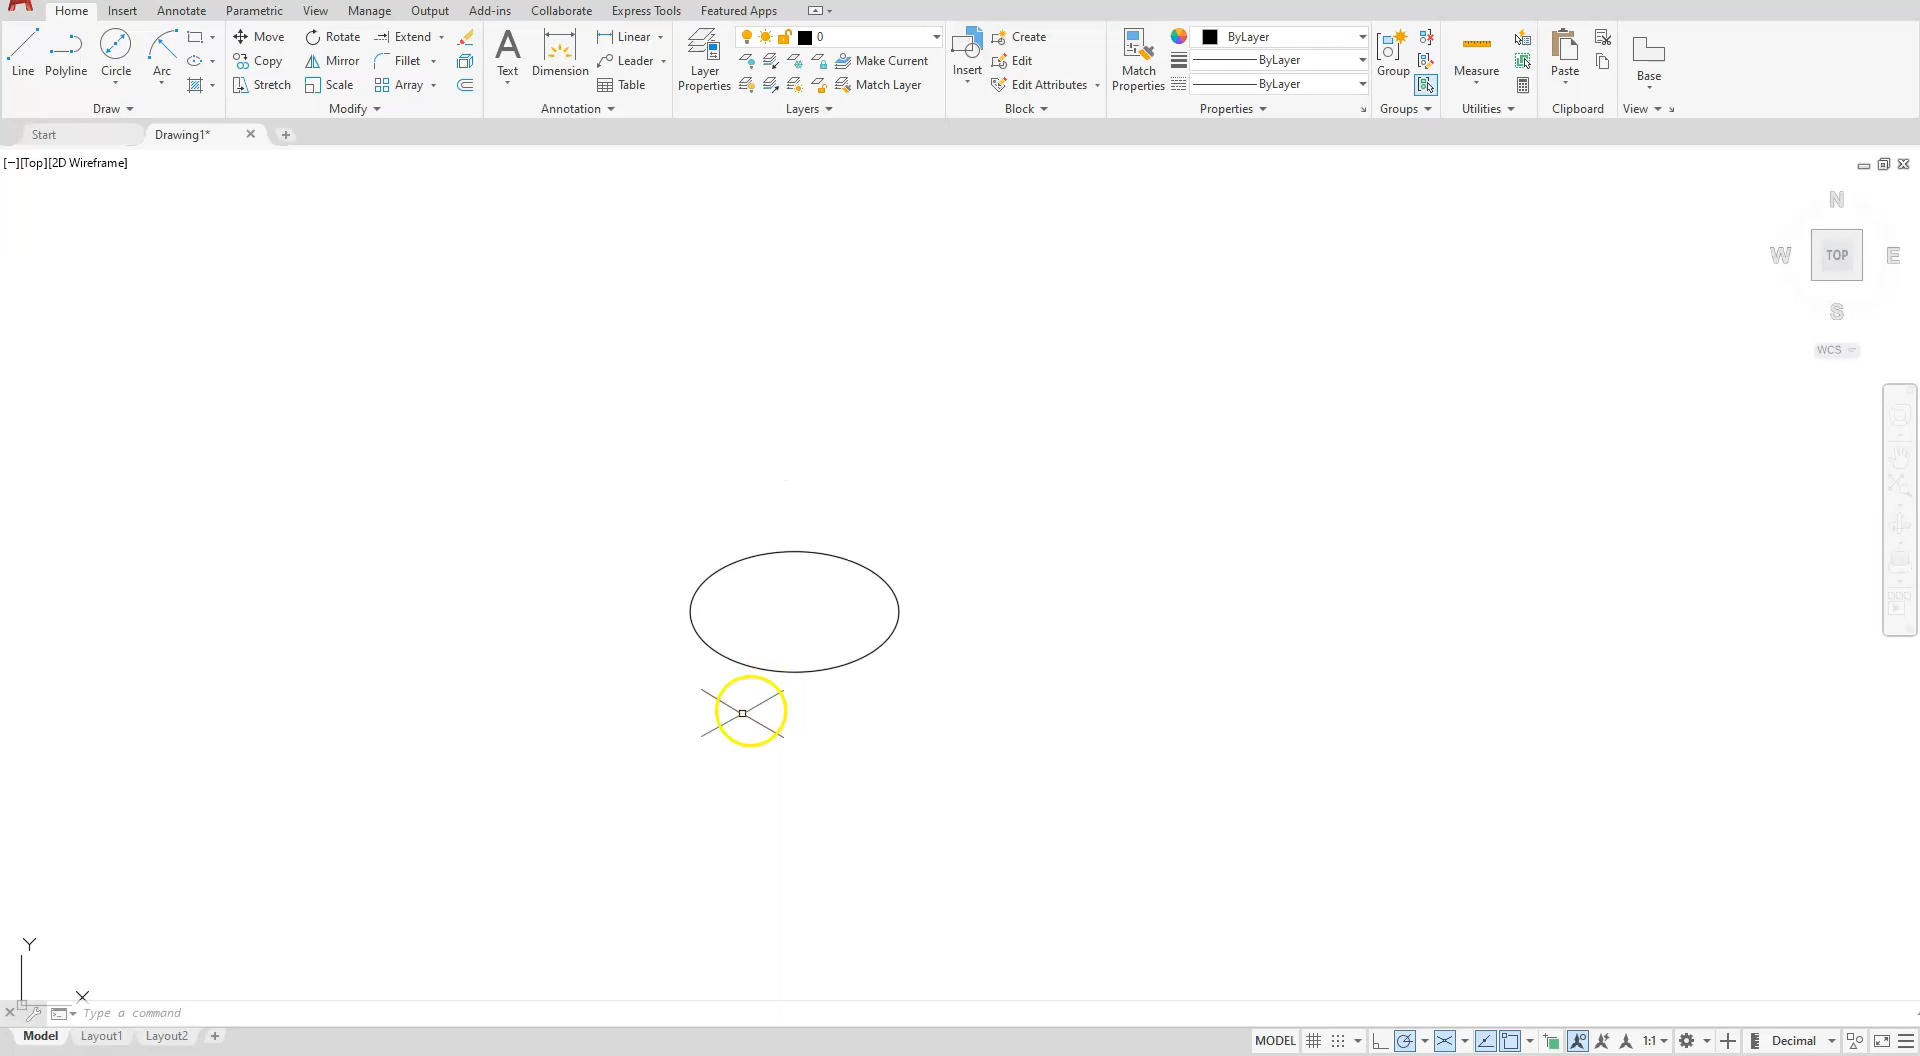 Home Insert Annotate Parametric View Manage Output Add-ins Collaborate Express Tools Featured Apps
Move Rotate Extend Linear 0 Create ByLayer
Copy Mirror Fillet Leader Make Current Edit ByLayer
Line Polyline Circle Arc Text Dimension Layer Properties Insert Match Properties Group Measure Paste Base
Stretch Scale Array Table Match Layer Edit Attributes ByLayer
Draw Modify Annotation Layers Block Properties Groups Utilities Clipboard View
Start Drawing1*
[−][Top][2D Wireframe]
N
W TOP E
S
WCS
Y
X
Type a command
Model Layout1 Layout2 MODEL 1:1 Decimal